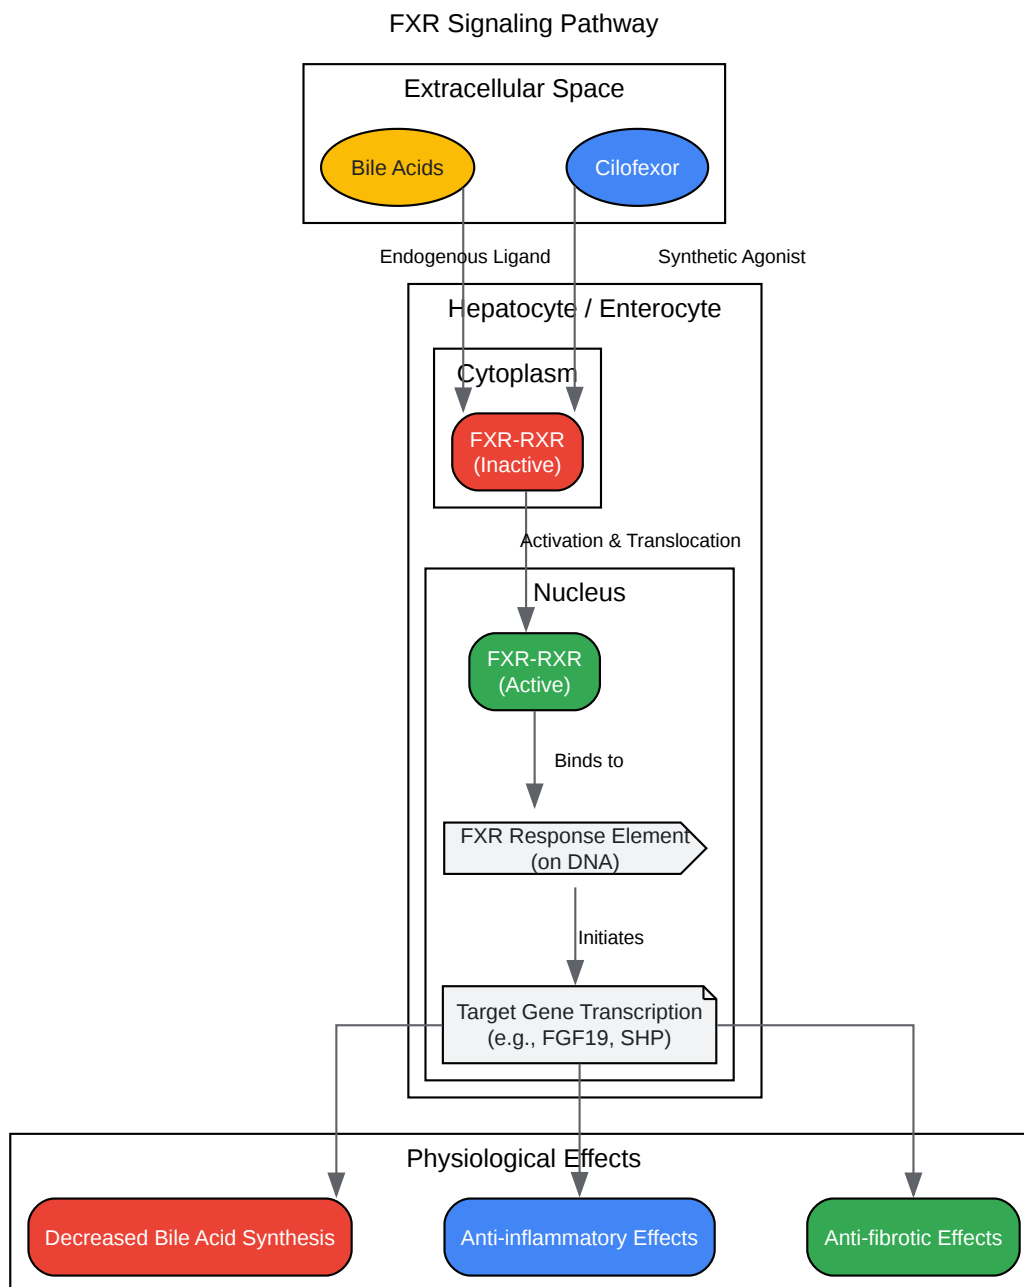 FXR Signaling Pathway
Extracellular Space
Bile Acids
Cilofexor
Endogenous Ligand
Synthetic Agonist
Hepatocyte / Enterocyte
Cytoplasm
FXR-RXR
(Inactive)
Activation & Translocation
Nucleus
FXR-RXR
(Active)
Binds to
FXR Response Element
(on DNA)
Initiates
Target Gene Transcription
(e.g., FGF19, SHP)
Physiological Effects
Decreased Bile Acid Synthesis
Anti-inflammatory Effects
Anti-fibrotic Effects